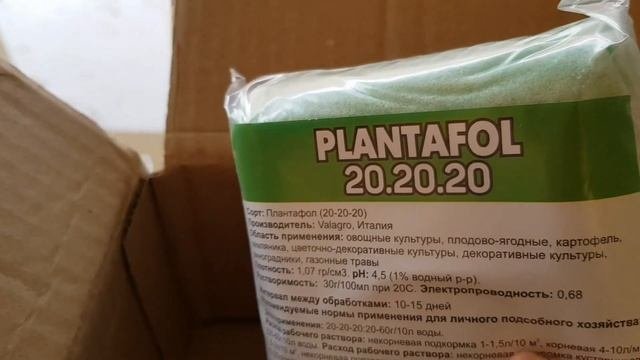 PLANTAFOL
20.20.20
Сорт: Плантафол (20-20-20)
Производитель: Valagro, Италия
Область применения: овощные культуры, плодово-ягодные, картофель,
земляника, цветочно-декоративные культуры, декоративные культуры,
виноградники, газонные травы
Плотность: 1,07 гр/см3. pH: 4,5 (1% водный р-р).
Растворимость: 30г/100мл при 20С. Электропроводность: 0,68
Интервал между обработками: 10-15 дней
Рекомендуемые нормы применения для личного подсобного хозяйства:
применения: 20-20-20:20-60г/10л воды.
Расход рабочего раствора: некорневая подкормка 1-1,5л/10 м², корневая 4-10л/м
воды. Расход рабочего раствора: некорневая